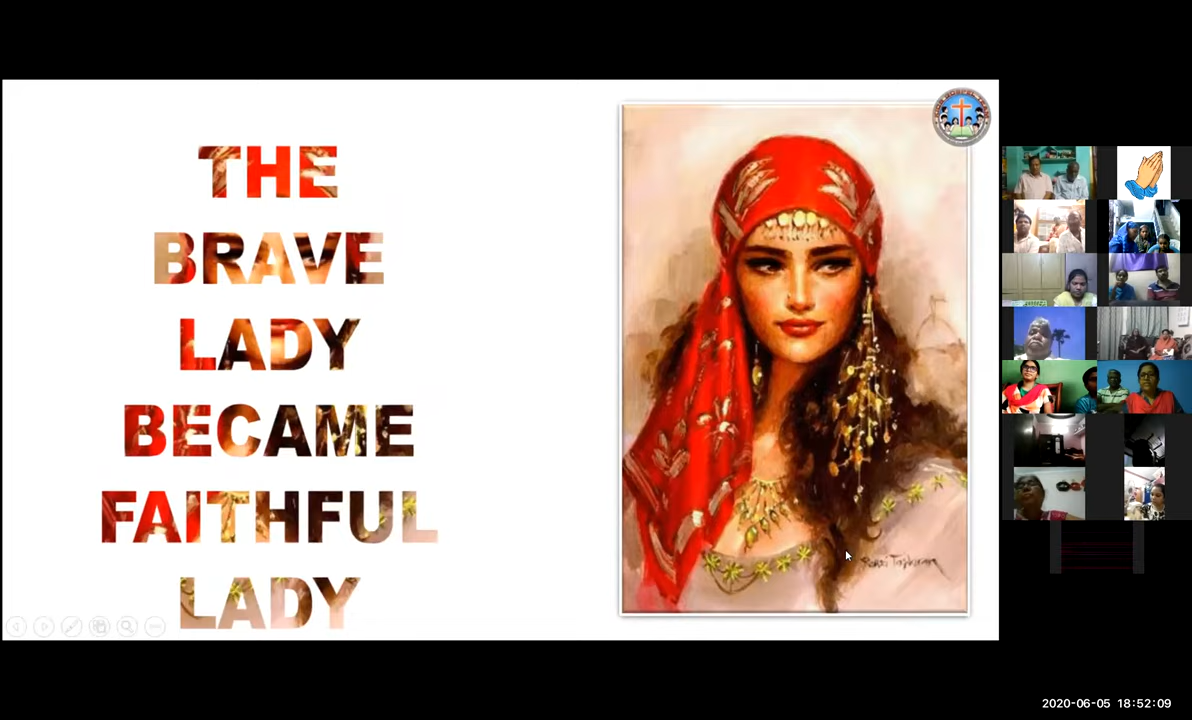 THE
BRAVE
LADY
BECAME
FAITHFUL
LADY
2020-06-05 18:52:09